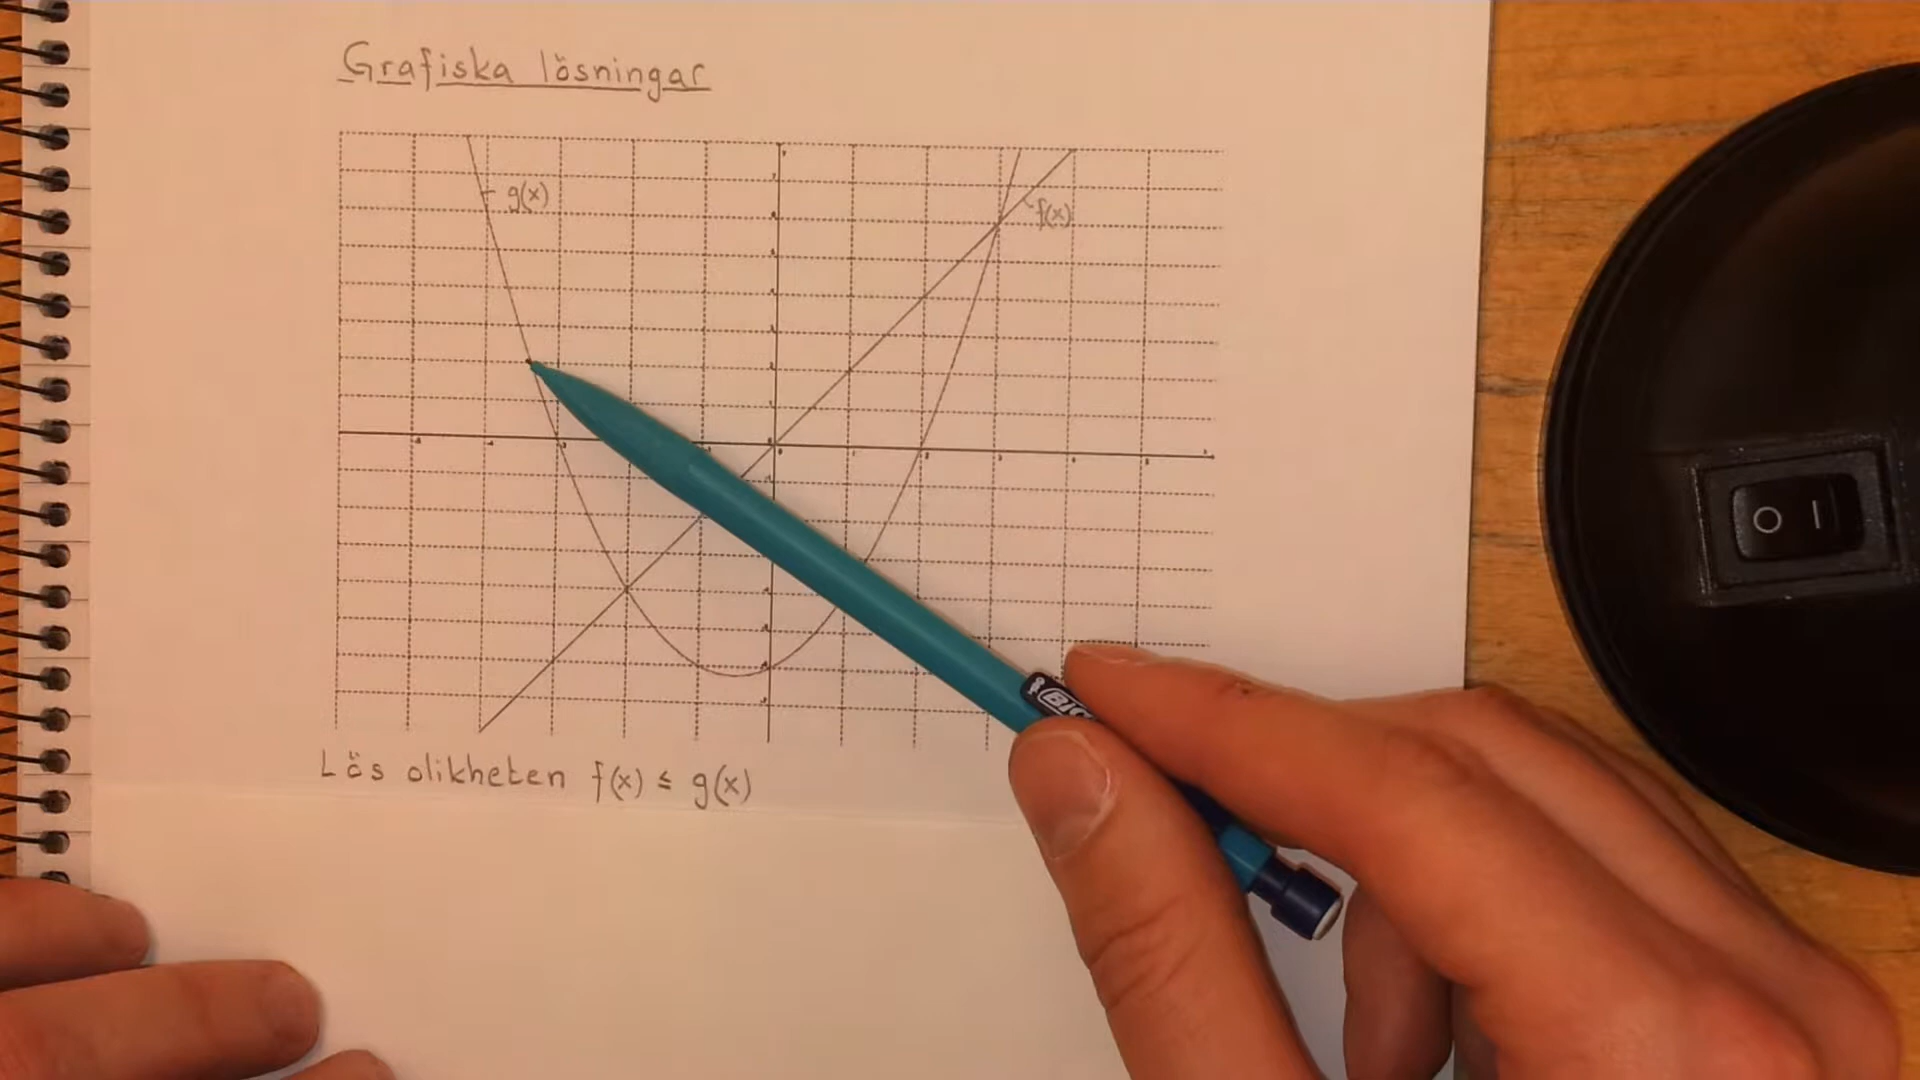 Grafiska lösningar
g(x)
f(x)
Lös olikheten f(x) ≤ g(x)
BIC
O I